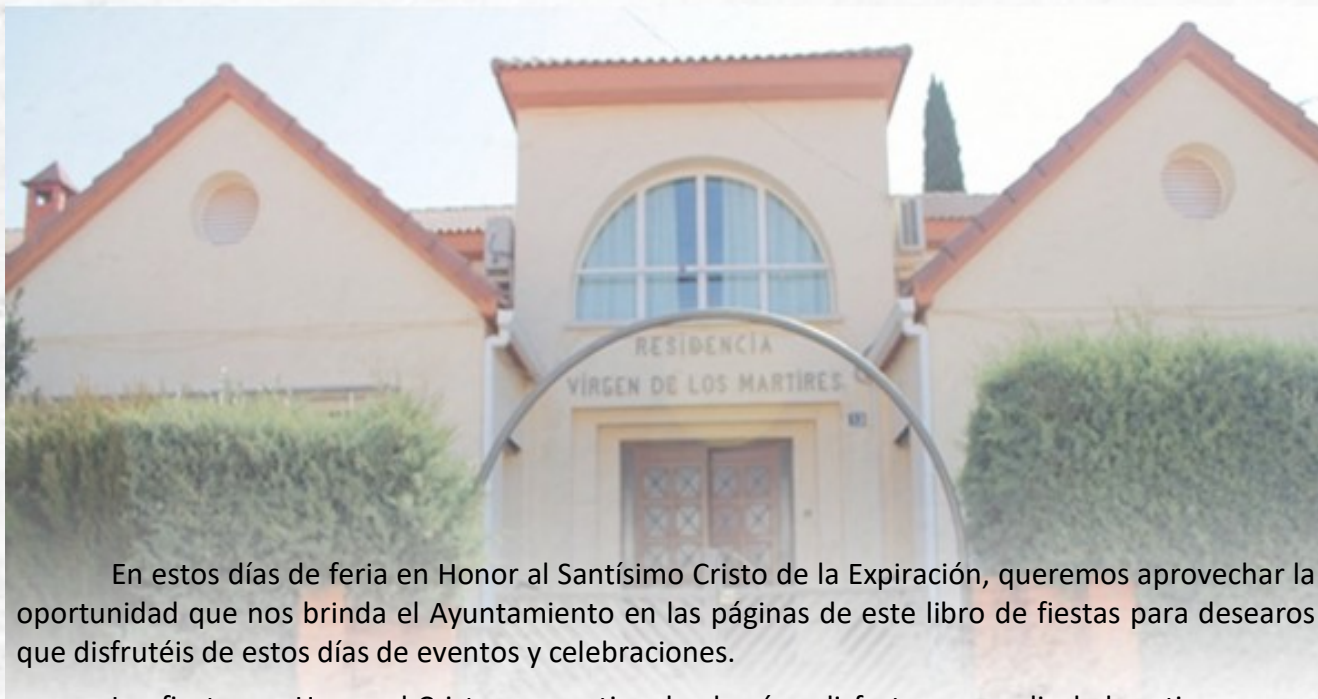 RESIDENCIA
VIRGEN DE LOS MARTIRES
En estos días de feria en Honor al Santísimo Cristo de la Expiración, queremos aprovechar la
oportunidad que nos brinda el Ayuntamiento en las páginas de este libro de fiestas para desearos
que disfrutéis de estos días de eventos y celebraciones.